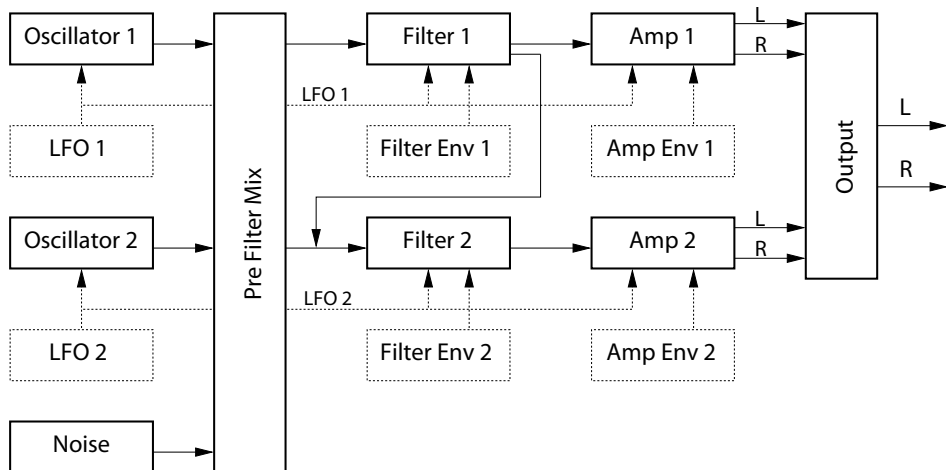 Oscillator 1
Filter 1
Amp 1
L
R
LFO 1
LFO 1
Filter Env 1
Amp Env 1
Pre Filter Mix
Output
L
R
Oscillator 2
Filter 2
Amp 2
L
R
LFO 2
LFO 2
Filter Env 2
Amp Env 2
Noise